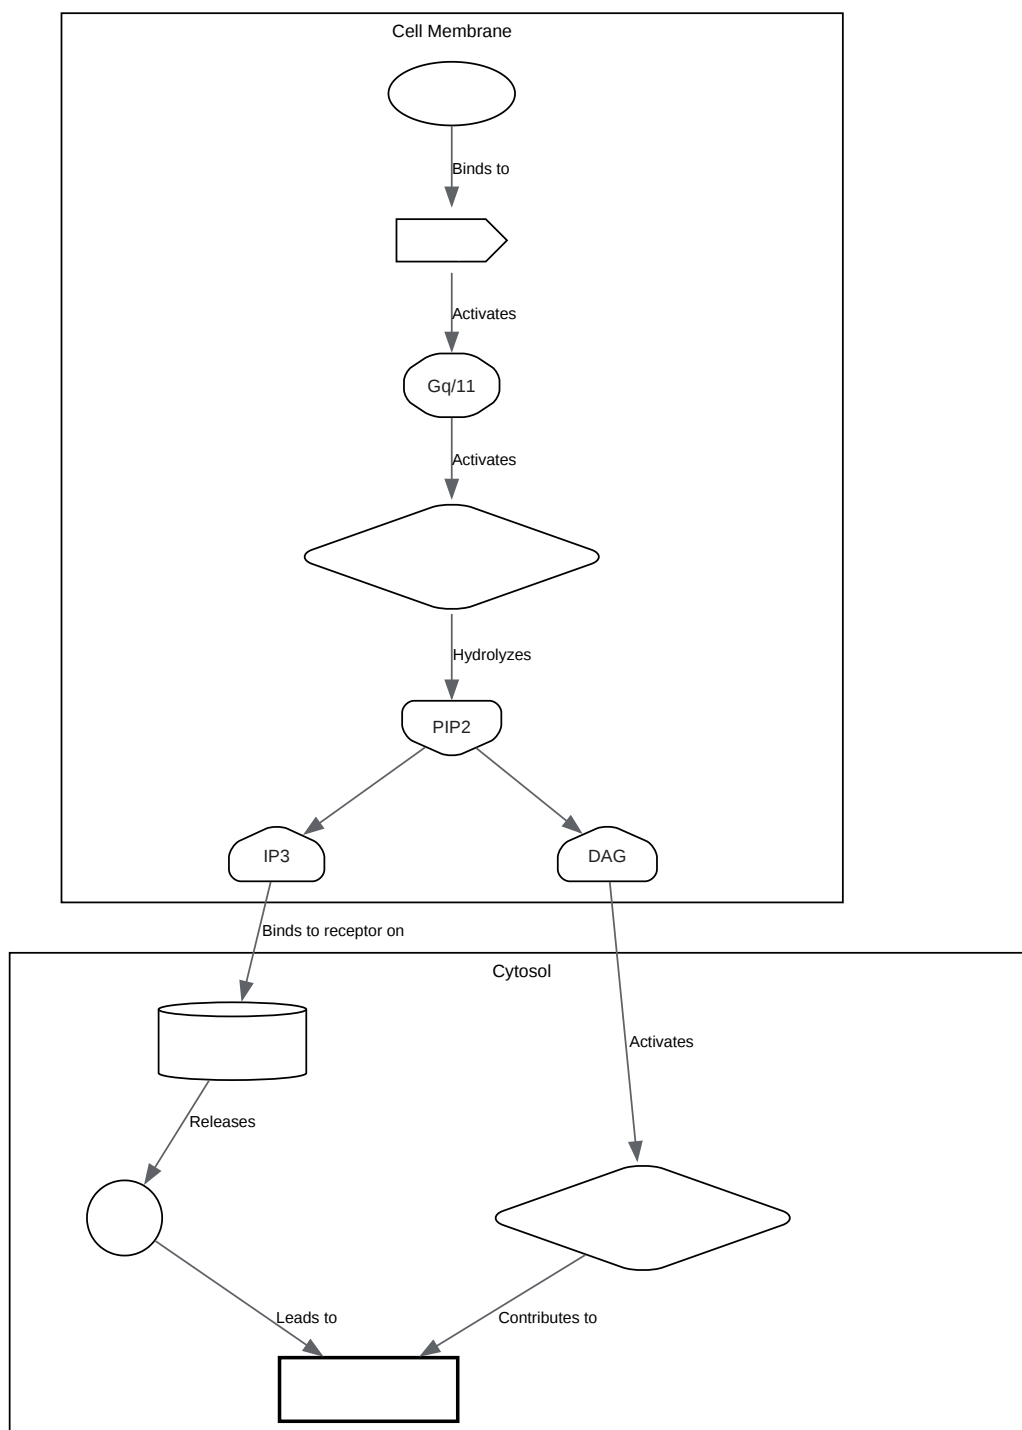 Cell Membrane
Binds to
Activates
Gq/11
Activates
Hydrolyzes
PIP2
IP3
DAG
Binds to receptor on
Cytosol
Activates
Releases
Leads to
Contributes to